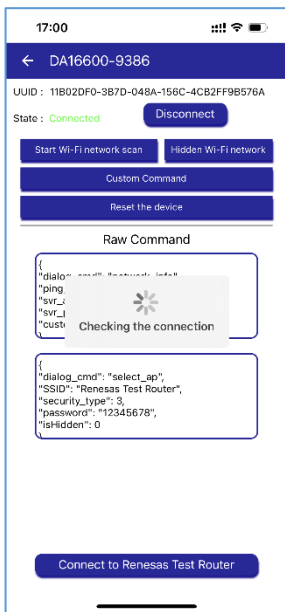 17:00
DA16600-9386
UUID : 11B02DF0-3B7D-048A-156C-4CB2FF9B576A
State : Connected
Disconnect
Start Wi-Fi network scan
Hidden Wi-Fi network
Custom Command
Reset the device
Raw Command
{
"dialog_cmd": "network_info"
"ping_
"svr_a
"svr_p
"custo
Checking the connection
{
"dialog_cmd": "select_ap",
"SSID": "Renesas Test Router",
"security_type": 3,
"password": "12345678",
"isHidden": 0
}
Connect to Renesas Test Router